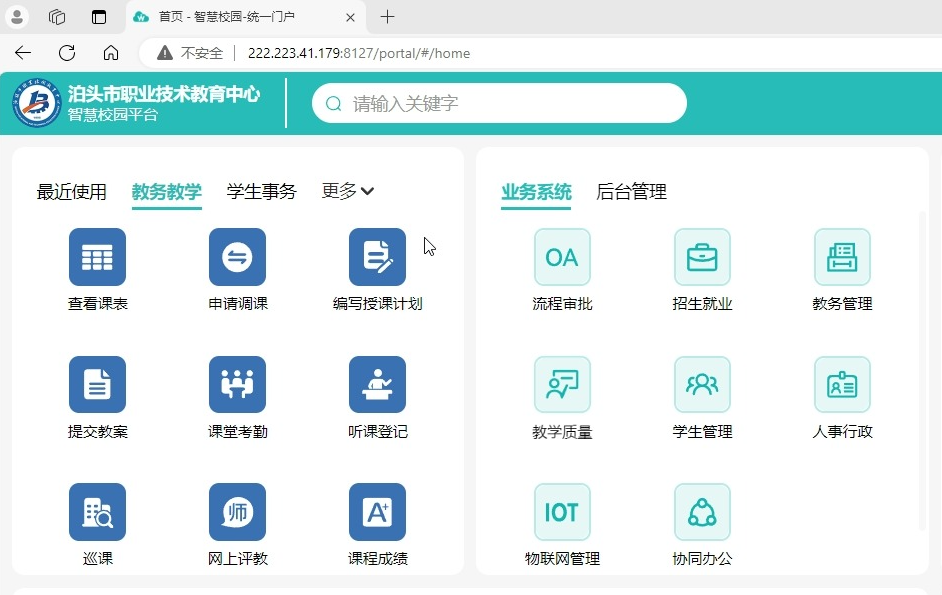 首页 - 智慧校园-统一门户
不安全 222.223.41.179:8127/portal/#/home
泊头市职业技术教育中心
智慧校园平台
请输入关键字
最近使用 教务教学 学生事务 更多
查看课表 申请调课 编写授课计划
提交教案 课堂考勤 听课登记
师 A+
巡课 网上评教 课程成绩
业务系统 后台管理
OA
流程审批 招生就业 教务管理
教学质量 学生管理 人事行政
IOT
物联网管理 协同办公